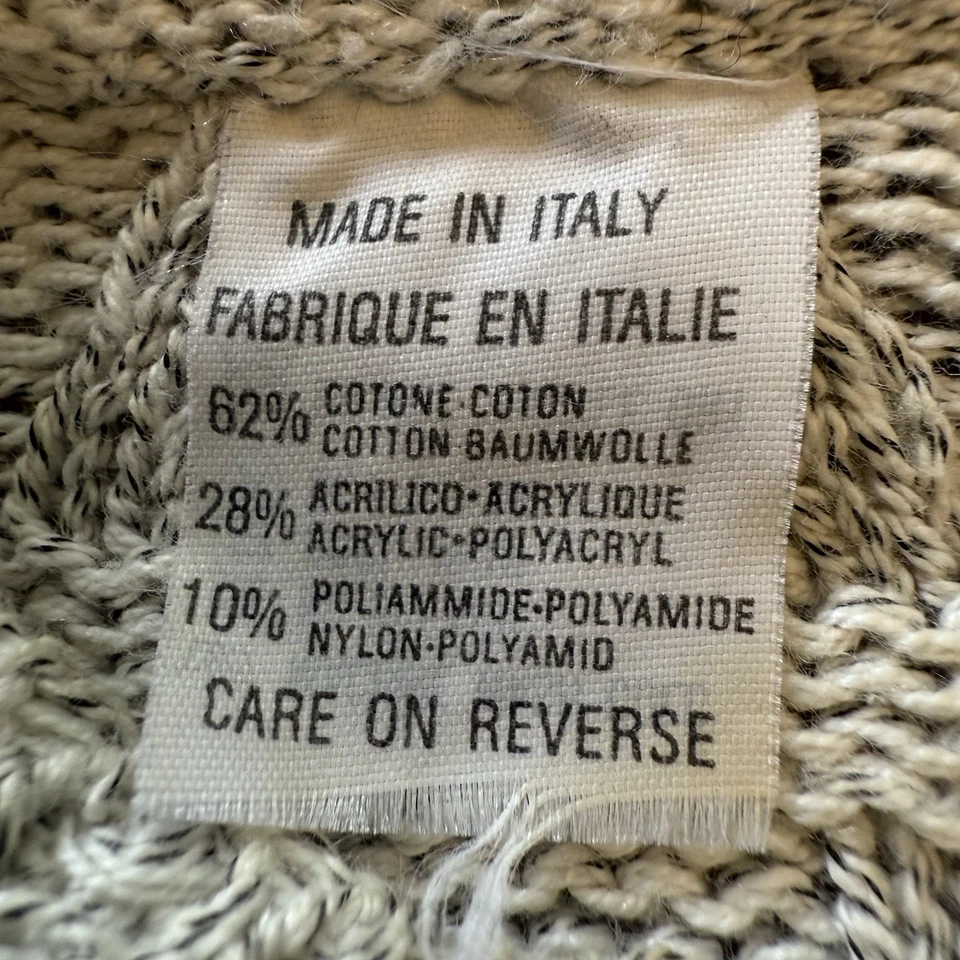 MADE IN ITALY
FABRIQUE EN ITALIE
62% COTONE·COTON
COTTON BAUMWOLLE
28% ACRILICO·ACRYLIQUE
ACRYLIC·POLYACRYL
10% POLIAMMIDE·POLYAMIDE
NYLON·POLYAMID
CARE ON REVERSE